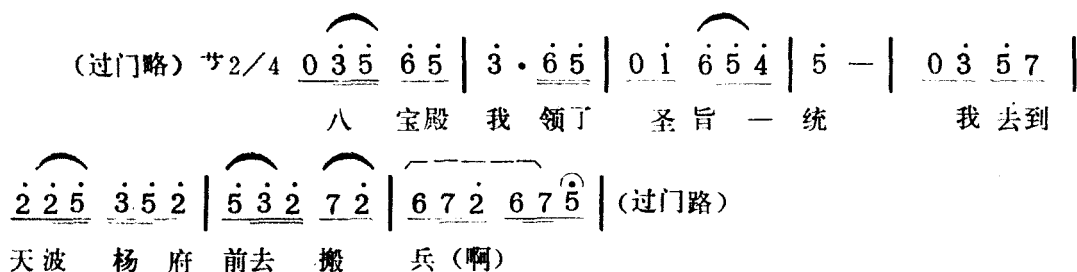 (过门略) サ2/4 0 3 5 6 5 | 3 · 6 5 | 0 1 6 5 4 | 5 — | 0 3 5 7 |
八 宝殿 我 领了 圣 旨 一 统 我 去到
2 2 5 3 5 2 | 5 3 2 7 2 | 6 7 2 6 7 5 | (过门路)
天 波 杨 府 前去 搬 兵 (啊)